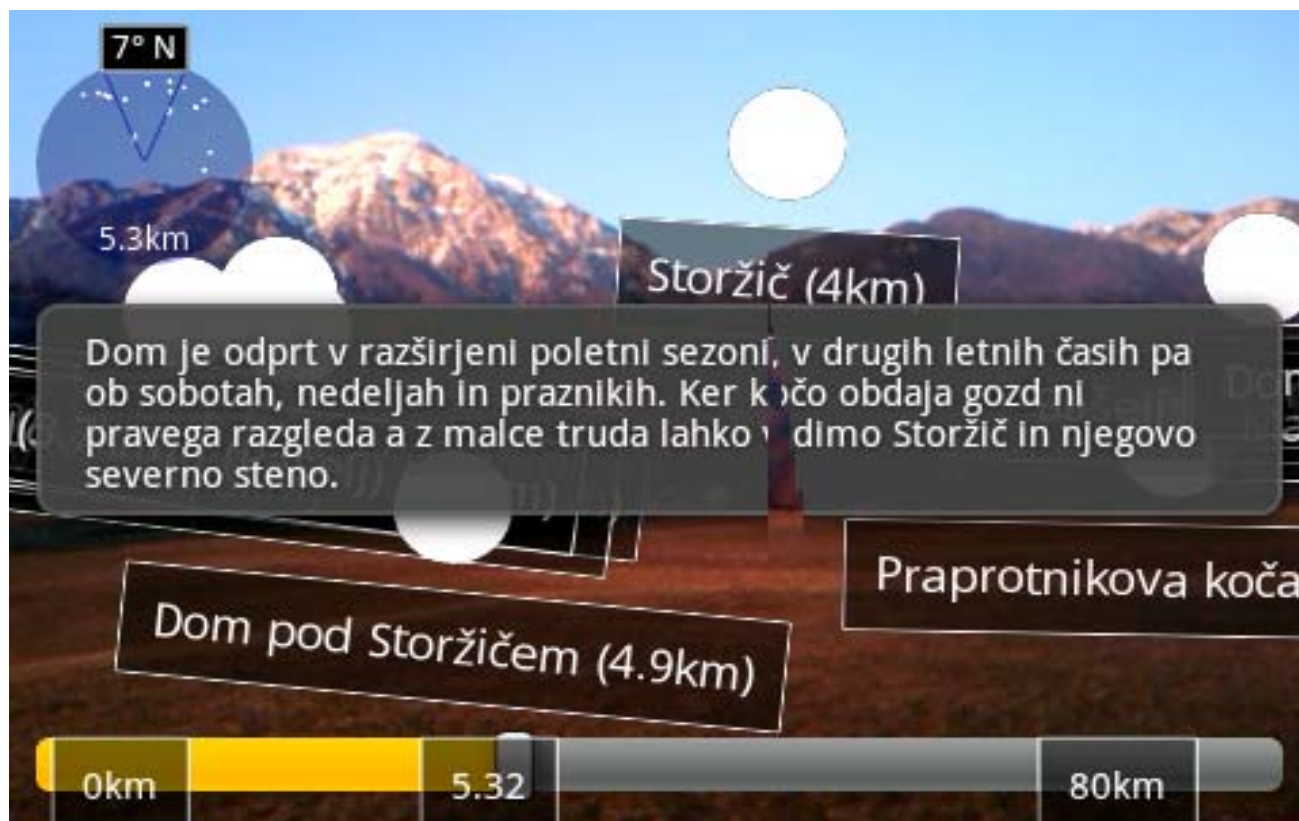 7° N
5.3km
Storžič (4km)
Dom je odprt v razširjeni poletni sezoni, v drugih letnih časih pa
ob sobotah, nedeljah in praznikih. Ker kočo obdaja gozd ni
pravega razgleda a z malce truda lahko vidimo Storžič in njegovo
severno steno.
Praprotnikova koča
Dom pod Storžičem (4.9km)
0km
5.32
80km